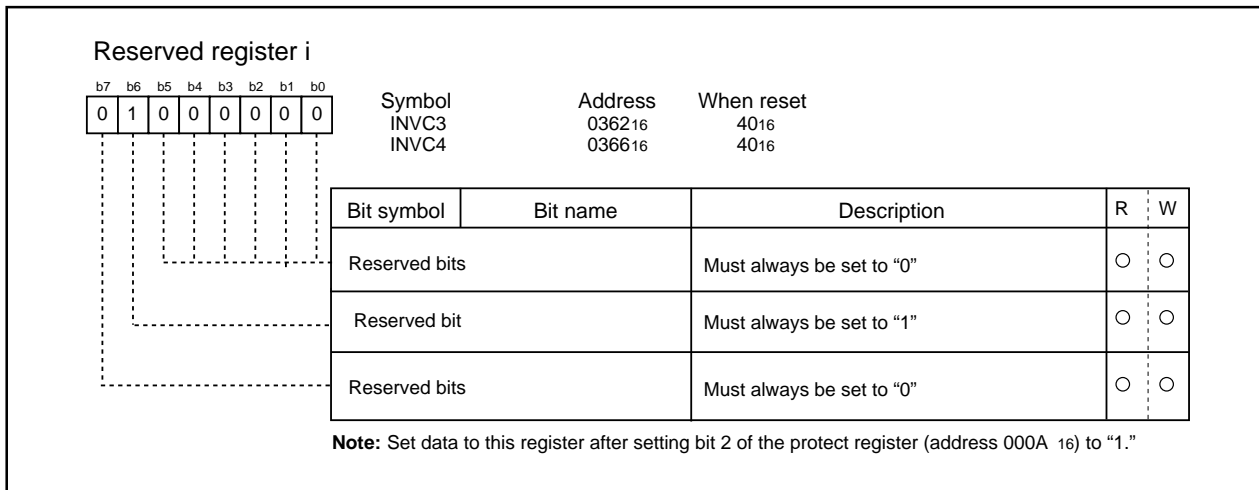 Reserved register i
b7 b6 b5 b4 b3 b2 b1 b0
0 1 0 0 0 0 0 0
Symbol Address When reset
INVC3 036216 4016
INVC4 036616 4016
Bit symbol Bit name Description R W
Reserved bits Must always be set to “0” ○ ○
Reserved bit Must always be set to “1” ○ ○
Reserved bits Must always be set to “0” ○ ○
Note: Set data to this register after setting bit 2 of the protect register (address 000A 16) to “1.”